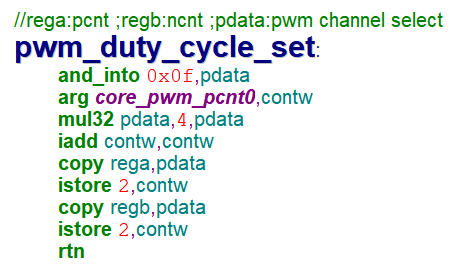 //rega:pcnt ;regb:ncnt ;pdata:pwm channel select
pwm_duty_cycle_set:
and_into 0x0f,pdata
arg core_pwm_pcnt0,contw
mul32 pdata,4,pdata
iadd contw,contw
copy rega,pdata
istore 2,contw
copy regb,pdata
istore 2,contw
rtn